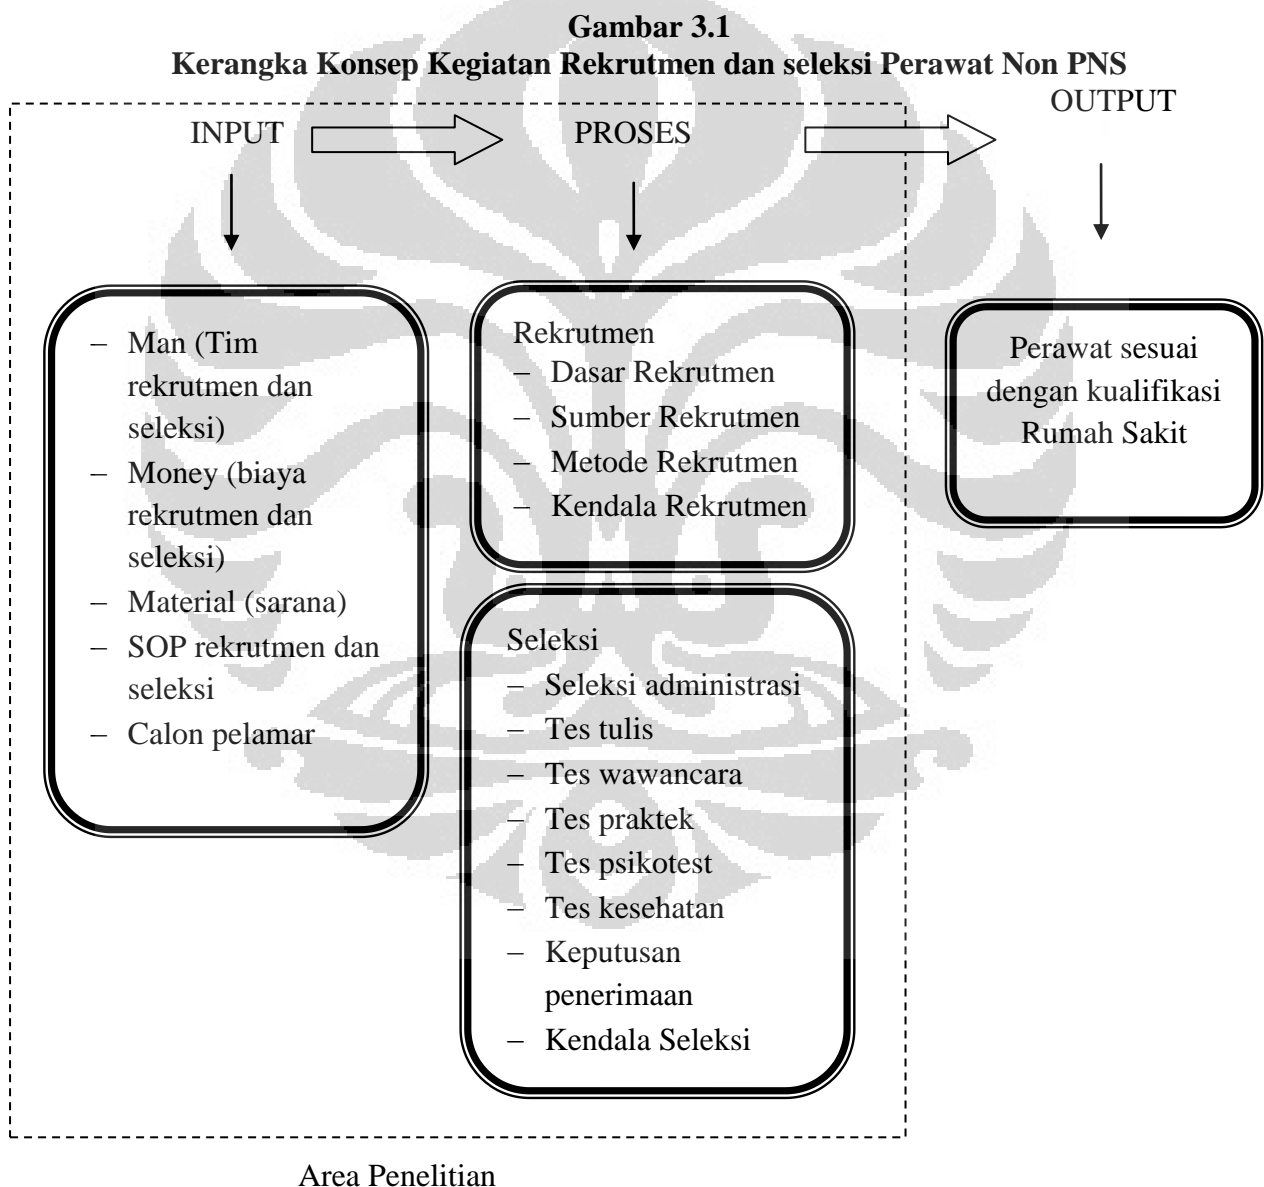 Gambar 3.1
Kerangka Konsep Kegiatan Rekrutmen dan seleksi Perawat Non PNS
INPUT
PROSES
OUTPUT
– Man (Tim
rekrutmen dan
seleksi)
– Money (biaya
rekrutmen dan
seleksi)
– Material (sarana)
– SOP rekrutmen dan
seleksi
– Calon pelamar
Rekrutmen
– Dasar Rekrutmen
– Sumber Rekrutmen
– Metode Rekrutmen
– Kendala Rekrutmen
Seleksi
– Seleksi administrasi
– Tes tulis
– Tes wawancara
– Tes praktek
– Tes psikotest
– Tes kesehatan
– Keputusan
penerimaan
– Kendala Seleksi
Perawat sesuai
dengan kualifikasi
Rumah Sakit
Area Penelitian